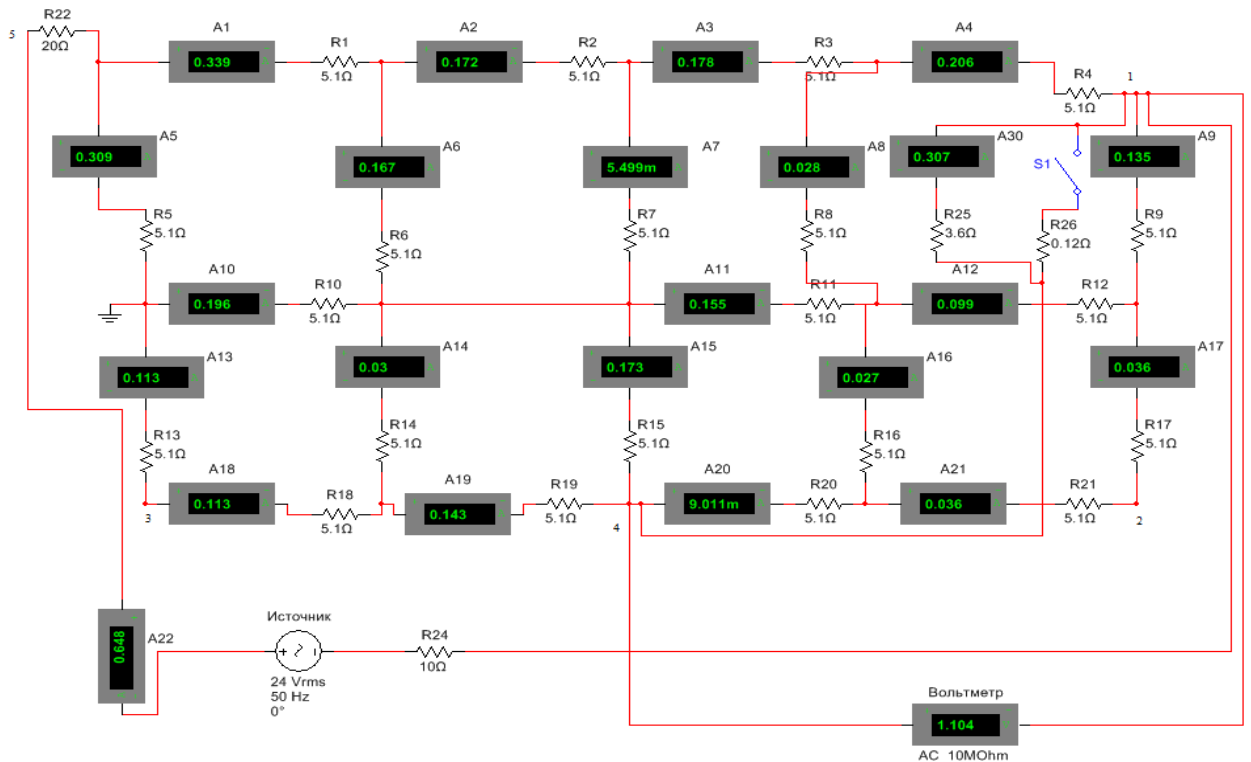 R22
A1
A2
A3
A4
5
20Ω
0.339
R1
5.1Ω
0.172
R2
5.1Ω
0.178
R3
5.1Ω
0.206
R4
5.1Ω
1
A5
0.309
A6
0.167
A7
5.499m
A8
0.028
A30
0.307
S1
A9
0.135
R5
5.1Ω
R6
5.1Ω
R7
5.1Ω
R8
5.1Ω
R25
3.6Ω
R26
0.12Ω
R9
5.1Ω
A10
0.196
R10
5.1Ω
A11
0.155
R11
5.1Ω
A12
0.099
R12
5.1Ω
A13
0.113
A14
0.03
A15
0.173
A16
0.027
A17
0.036
R13
5.1Ω
R14
5.1Ω
R15
5.1Ω
R16
5.1Ω
R17
5.1Ω
3
A18
0.113
R18
5.1Ω
A19
0.143
R19
5.1Ω
4
A20
9.011m
R20
5.1Ω
A21
0.036
R21
5.1Ω
2
A22
0.648
Источник
24 Vrms
50 Hz
0°
R24
10Ω
Вольтметр
1.104
AC 10MOhm